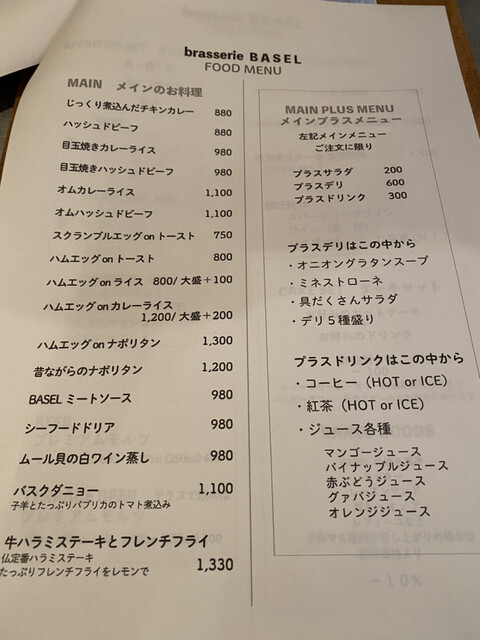 brasserie BASEL
FOOD MENU
MAIN メインのお料理
じっくり煮込んだチキンカレー 880
ハッシュドビーフ 880
目玉焼きカレーライス 980
目玉焼きハッシュドビーフ 980
オムカレーライス 1,100
オムハッシュドビーフ 1,100
スクランブルエッグ on トースト 750
ハムエッグ on トースト 800
ハムエッグ on ライス 800/ 大盛＋100
ハムエッグ on カレーライス
1,200/ 大盛＋200
ハムエッグ on ナポリタン 1,300
昔ながらのナポリタン 1,200
BASEL ミートソース 980
シーフードドリア 980
ムール貝の白ワイン蒸し 980
バスクダニョー 1,100
子羊とたっぷりパプリカのトマト煮込み
牛ハラミステーキとフレンチフライ
仏定番ハラミステーキ 1,330
たっぷりフレンチフライをレモンで
MAIN PLUS MENU
メインプラスメニュー
左記メインメニュー
ご注文に限り
プラスサラダ 200
プラスデリ 600
プラスドリンク 300
プラスデリはこの中から
・オニオングラタンスープ
・ミネストローネ
・具だくさんサラダ
・デリ５種盛り
プラスドリンクはこの中から
・コーヒー（HOT or ICE）
・紅茶（HOT or ICE）
・ジュース各種
マンゴージュース
パイナップルジュース
赤ぶどうジュース
グァバジュース
オレンジジュース